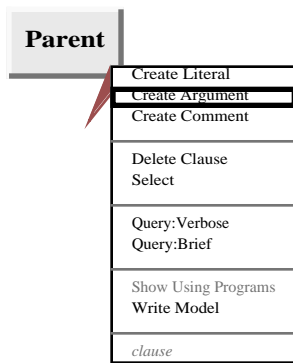 Parent
Create Literal
Create Argument
Create Comment
Delete Clause
Select
Query:Verbose
Query:Brief
Show Using Programs
Write Model
clause